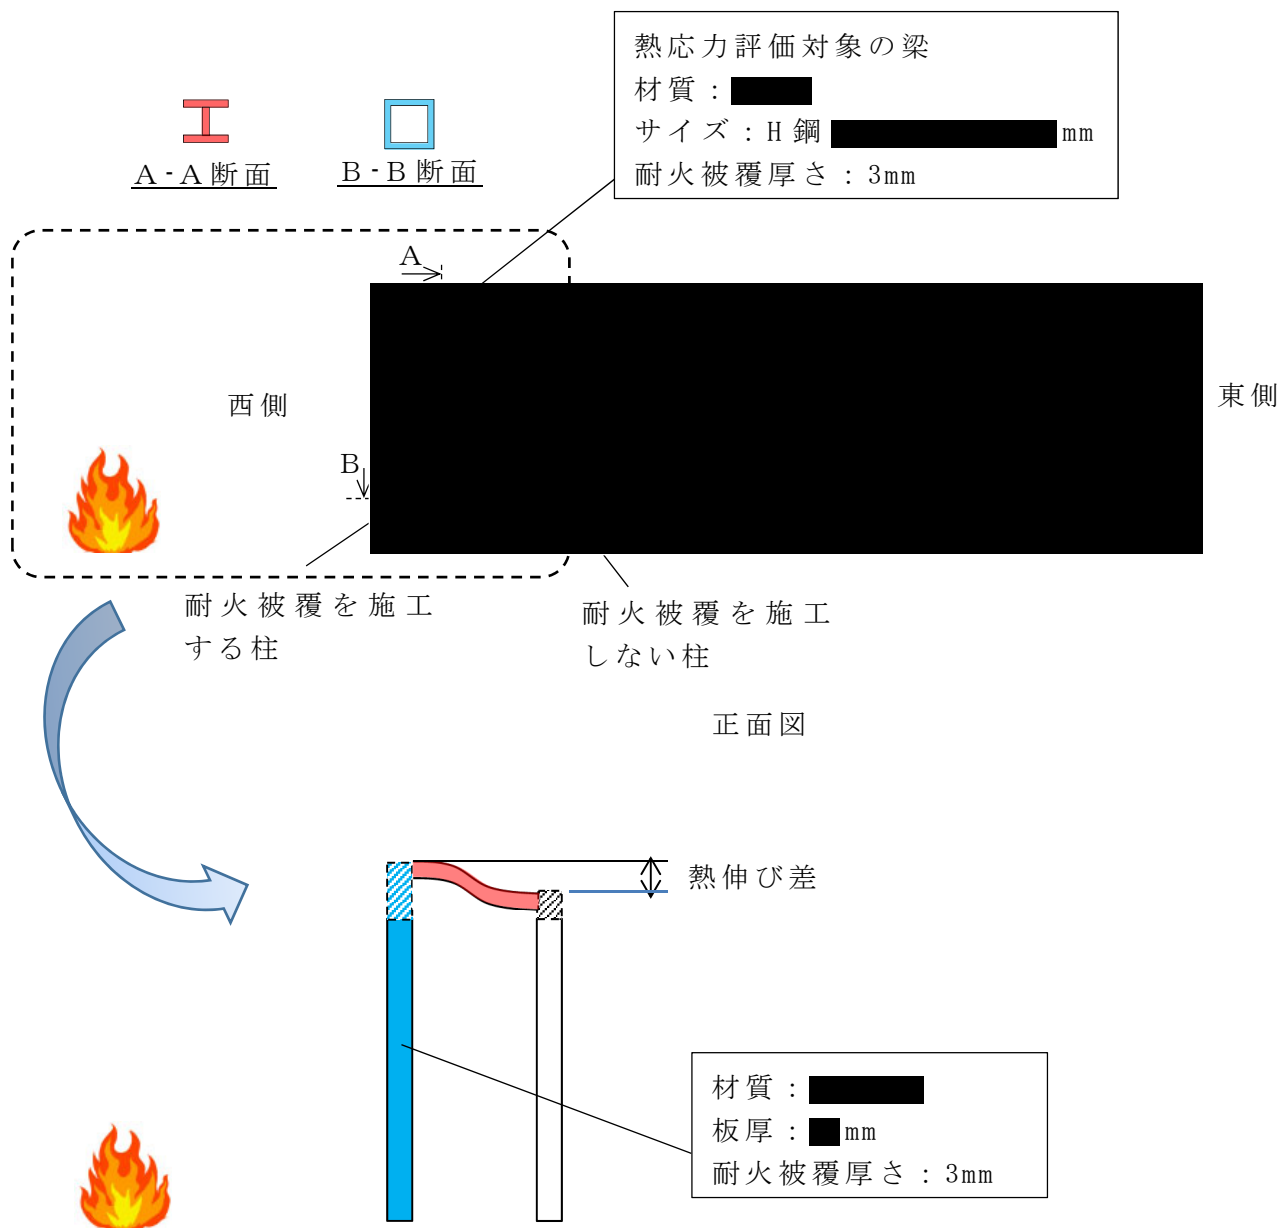 熱応力評価対象の梁
材質：
サイズ：H鋼 mm
耐火被覆厚さ：3mm
A-A断面
B-B断面
A
西側
東側
B
耐火被覆を施工
する柱
耐火被覆を施工
しない柱
正面図
熱伸び差
材質：
板厚： mm
耐火被覆厚さ：3mm